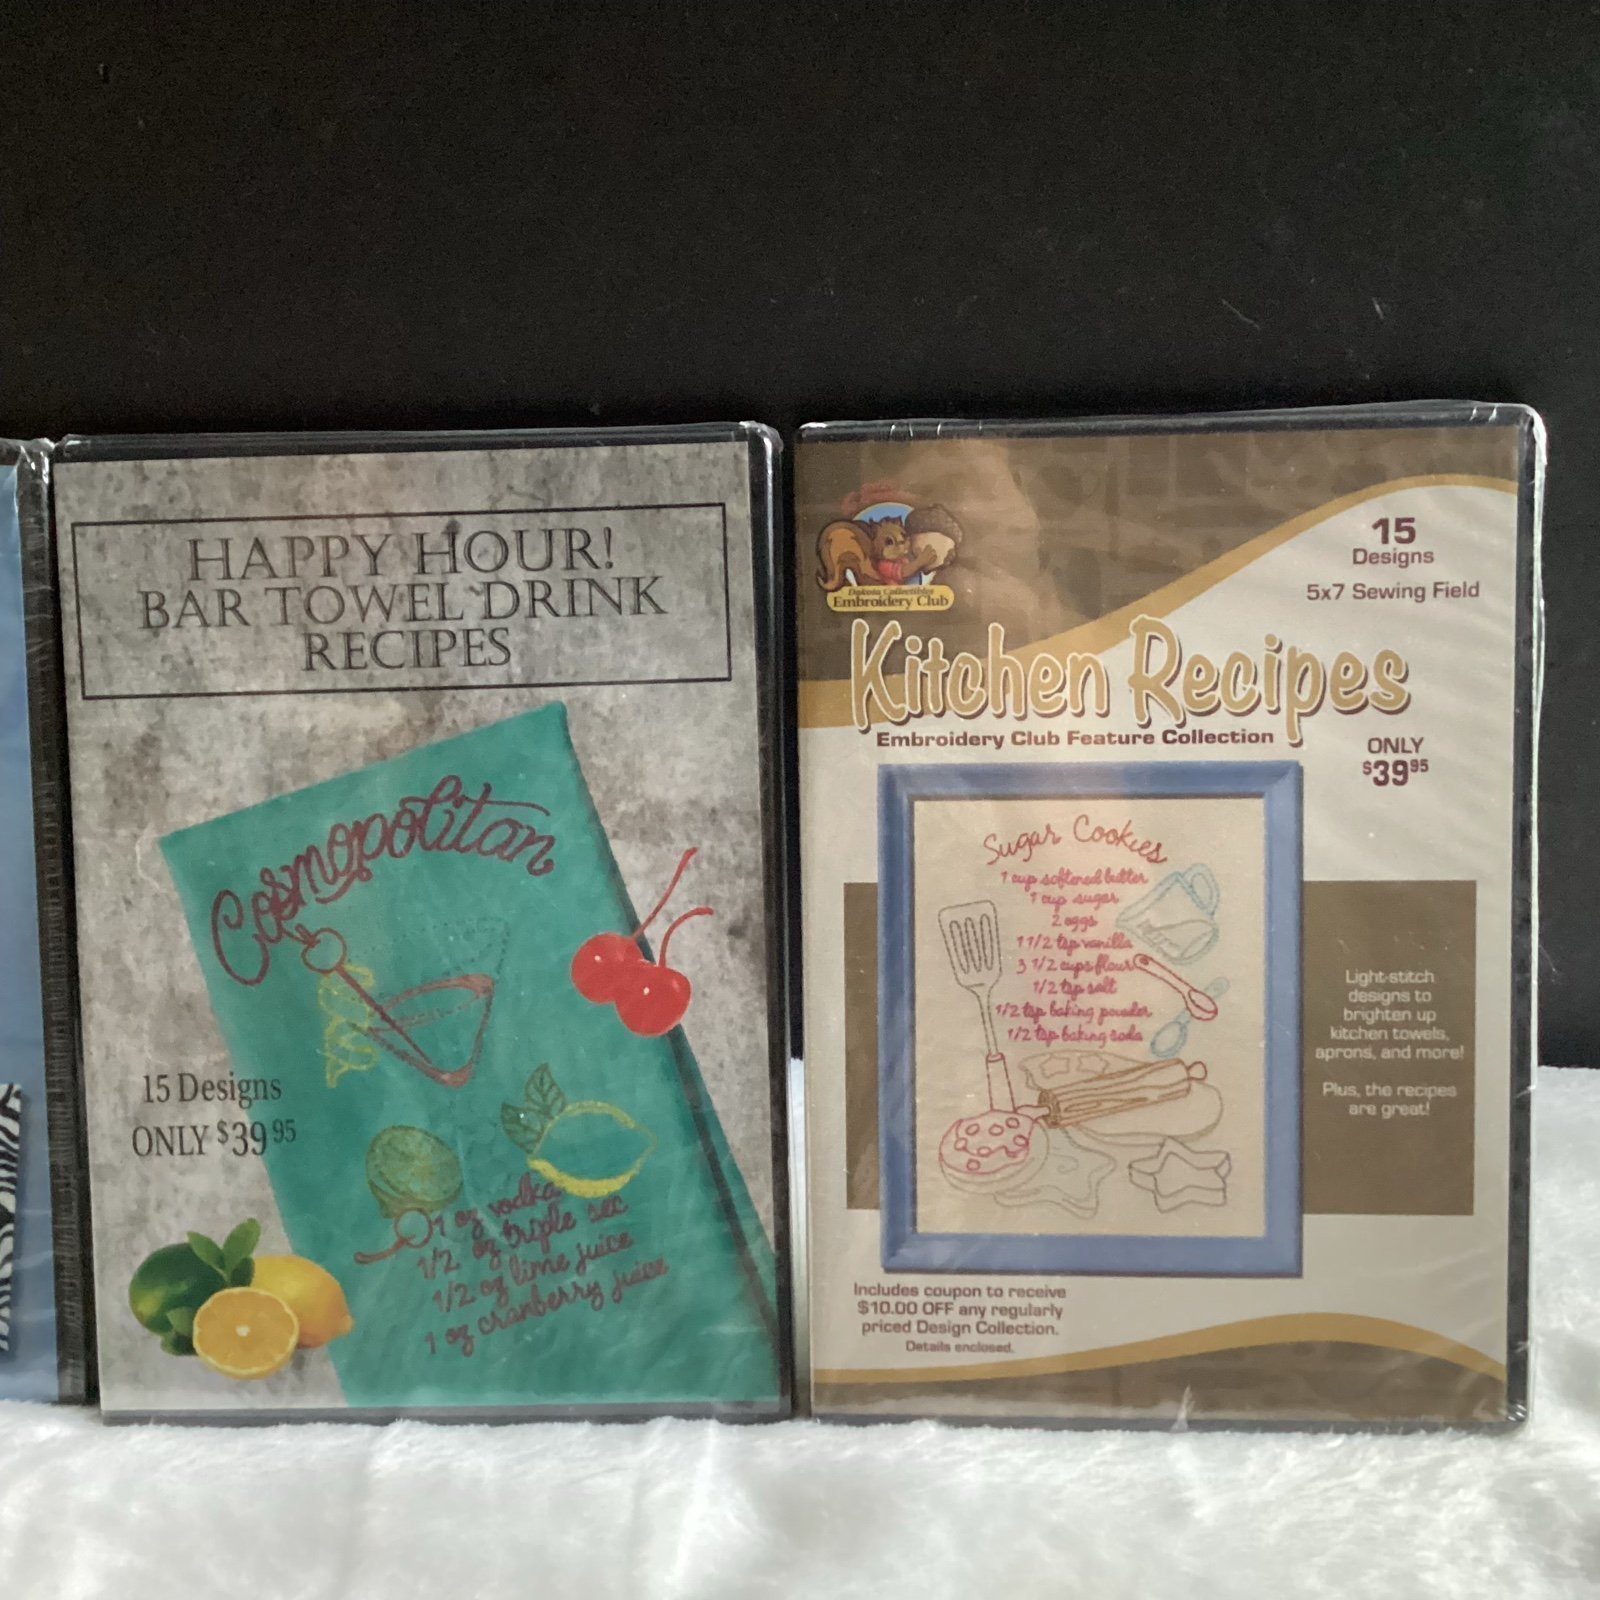 HAPPY HOUR!
BAR TOWEL DRINK
RECIPES
Cosmopolitan
15 Designs
ONLY $39 95
1 oz vodka
1/2 oz triple sec
1/2 oz lime juice
1 oz cranberry juice
Dakota Collectibles
Embroidery Club
15
Designs
5x7 Sewing Field
Kitchen Recipes
Embroidery Club Feature Collection
ONLY
$39 95
Sugar Cookies
1 cup softened butter
1 cup sugar
2 eggs
1 1/2 tsp vanilla
3 1/2 cups flour
1/2 tsp salt
1/2 tsp baking powder
1/2 tsp baking soda
Light-stitch
designs to
brighten up
kitchen towels,
aprons, and more!
Plus, the recipes
are great!
Includes coupon to receive
$10.00 OFF any regularly
priced Design Collection.
Details enclosed.